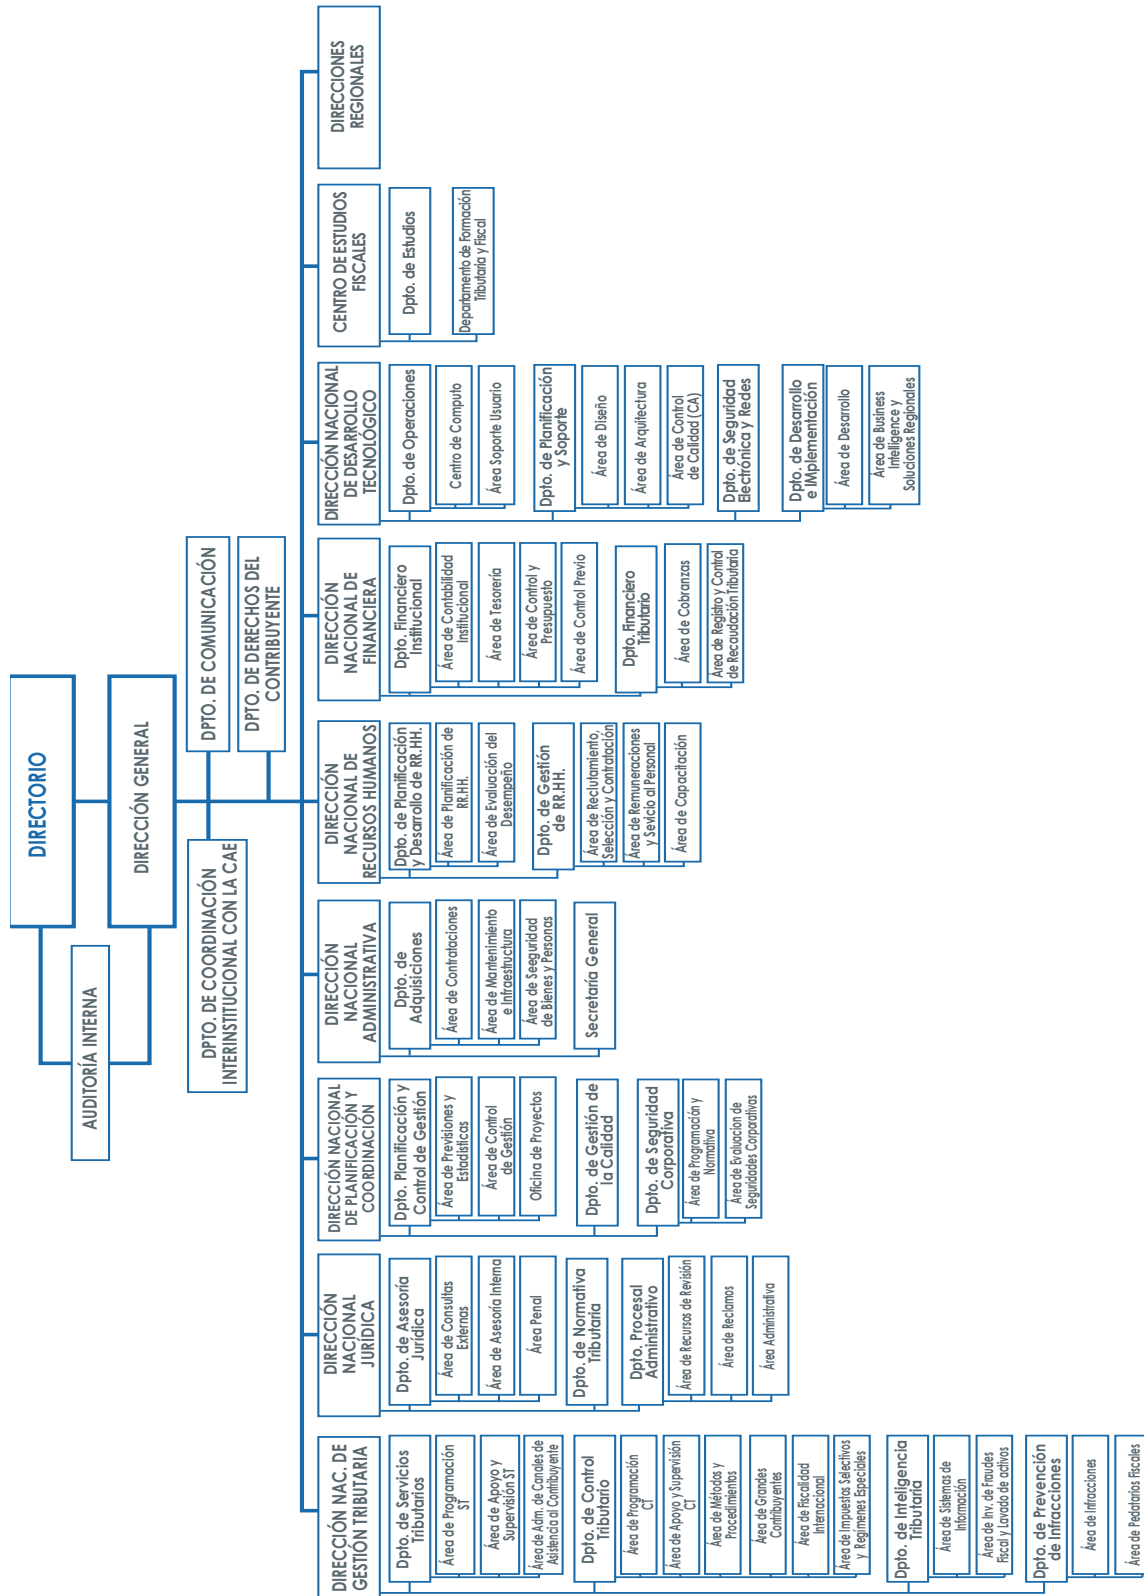 DIRECTORIO
AUDITORÍA INTERNA
DIRECCIÓN GENERAL
DPTO. DE COORDINACIÓN
INTERINSTITUCIONAL CON LA CAE
DPTO. DE COMUNICACIÓN
DPTO. DE DERECHOS DEL
CONTRIBUYENTE
DIRECCIÓN NAC. DE
GESTIÓN TRIBUTARIA
Dpto. de Servicios
Tributarios
Área de Programación
ST
Área de Apoyo y
Supervisión ST
Área de Adm. de Canales de
Asistencia al Contribuyente
Dpto. de Control
Tributario
Área de Programación
CT
Área de Apoyo y Supervisión
CT
Área de Métodos y
Procedimientos
Área de Grandes
Contribuyentes
Área de Fiscalidad
Internacional
Área de Impuestos Selectivos
y Regímenes Especiales
Dpto. de Inteligencia
Tributaria
Área de Sistemas de
Información
Área de Inv. de Fraudes
Fiscal y Lavado de activos
Dpto. de Prevención
de Infracciones
Área de Infracciones
Área de Pedatarios Fiscales
DIRECCIÓN
NACIONAL
JURÍDICA
Dpto. de Asesoría
Jurídica
Área de Consultas
Externas
Área de Asesoría Interna
Área Penal
Dpto. de Normativa
Tributaria
Dpto. Procesal
Administrativo
Área de Recursos de Revisión
Área de Reclamos
Área Administrativa
DIRECCIÓN NACIONAL
DE PLANIFICACIÓN Y
COORDINACIÓN
Dpto. Planificación y
Control de Gestión
Área de Previsiones y
Estadísticas
Área de Control
de Gestión
Oficina de Proyectos
Dpto. de Gestión de
la Calidad
Dpto. de Seguridad
Corporativa
Área de Programación y
Normativa
Área de Evaluacion de
Seguridades Corporativas
DIRECCIÓN
NACIONAL
ADMINISTRATIVA
Dpto. de
Adquisiciones
Área de Contrataciones
Área de Mantenimiento
e Infraestructura
Área de Seeguridad
de Bienes y Personas
Secretaría General
DIRECCIÓN
NACIONAL DE
RECURSOS HUMANOS
Dpto. de Planificación
y Desarrollo de RR.HH.
Área de Planificación de
RR.HH.
Área de Evaluación del
Desempeño
Dpto. de Gestión
de RR.HH.
Área de Reclutamiento,
Selección y Contratación
Área de Remuneraciones
y Sevicio al Personal
Área de Capacitación
DIRECCIÓN
NACIONAL DE
FINANCIERA
Dpto. Financiero
Institucional
Área de Contabilidad
Institucional
Área de Tesorería
Área de Control y
Presupuesto
Área de Control Previo
Dpto. Financiero
Tributario
Área de Cobranzas
Área de Registro y Control
de Recaudación Tributaria
DIRECCIÓN NACIONAL
DE DESARROLLO
TECNOLÓGICO
Dpto. de Operaciones
Centro de Computo
Área Soporte Usuario
Dpto. de Planificación
y Soporte
Área de Diseño
Área de Arquitectura
Área de Control
de Calidad (CA)
Dpto. de Seguridad
Electrónica y Redes
Dpto. de Desarrollo
e IMplementación
Área de Desarrollo
Área de Business
Intelligence y
Soluciones Regionales
CENTRO DE ESTUDIOS
FISCALES
Dpto. de Estudios
Departamento de Formación
Tributaria y Fiscal
DIRECCIONES
REGIONALES